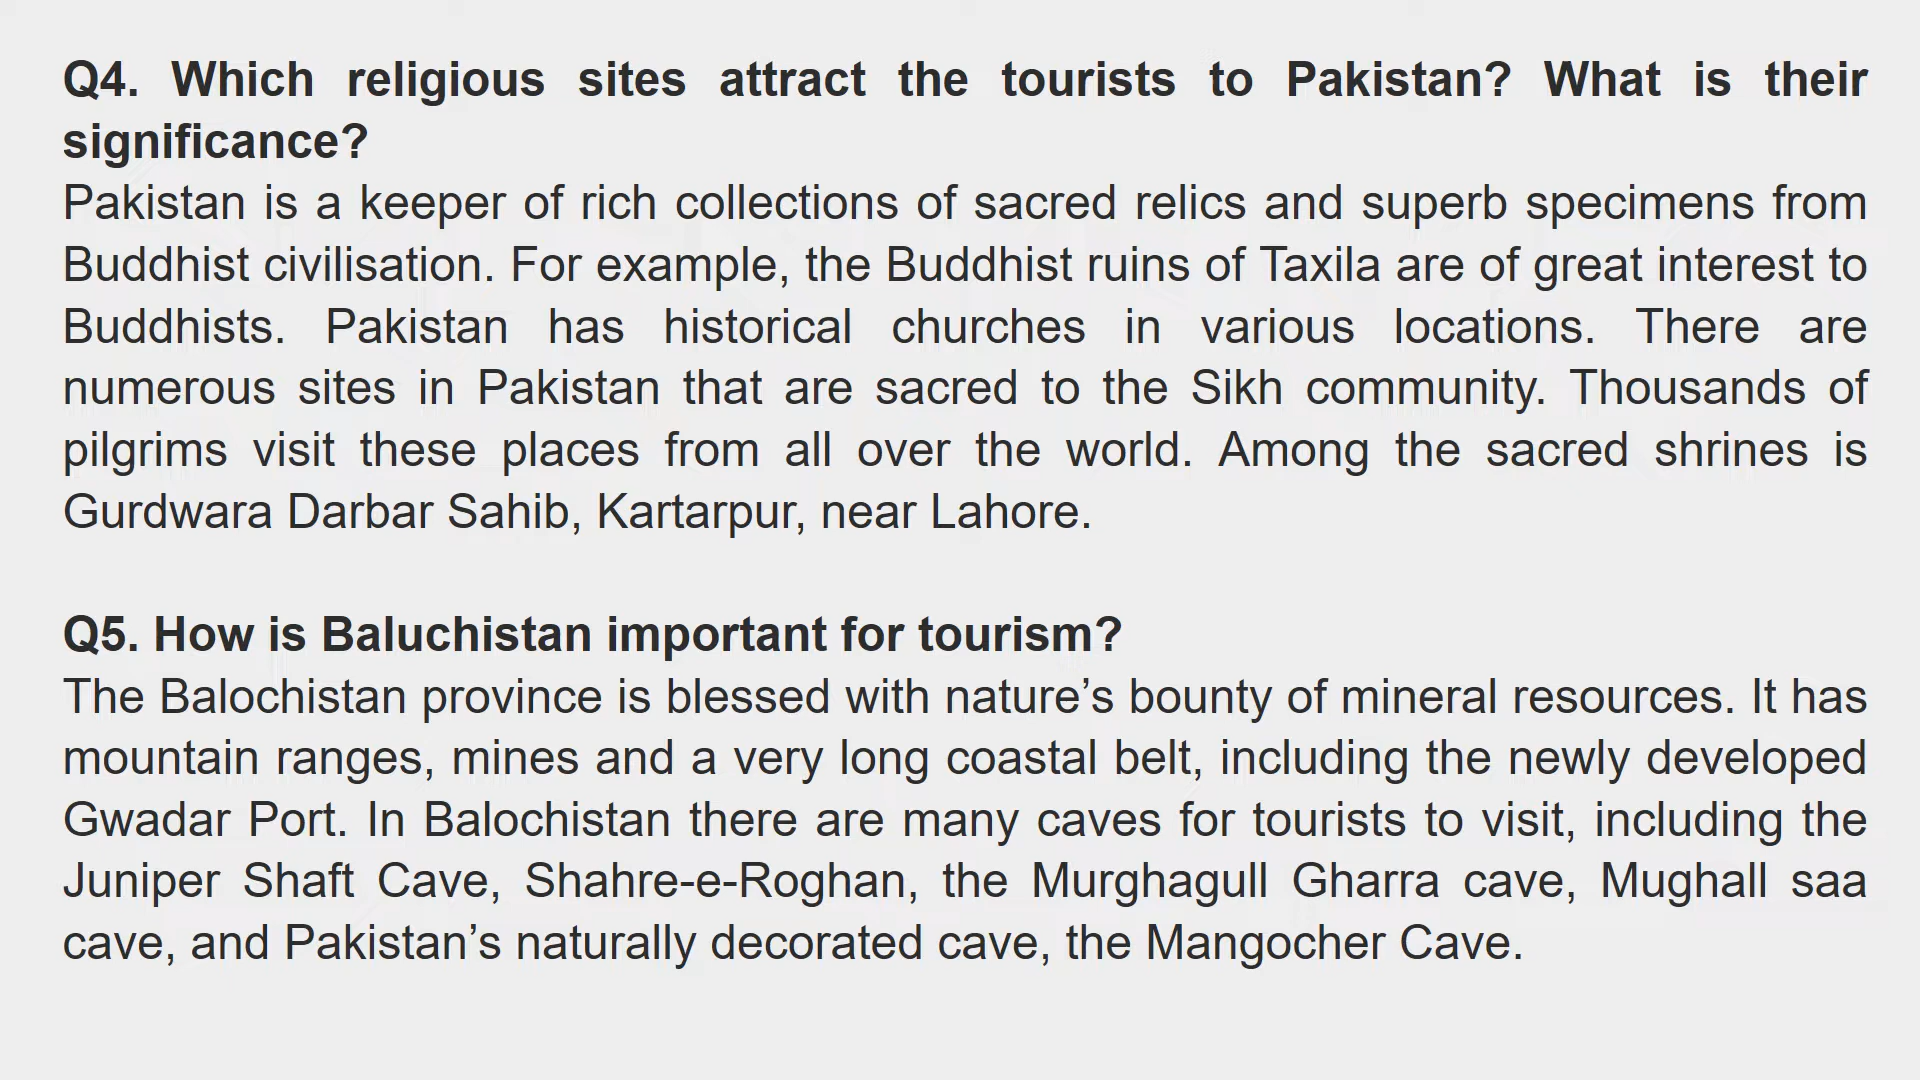 Q4. Which religious sites attract the tourists to Pakistan? What is their
significance?
Pakistan is a keeper of rich collections of sacred relics and superb specimens from
Buddhist civilisation. For example, the Buddhist ruins of Taxila are of great interest to
Buddhists. Pakistan has historical churches in various locations. There are
numerous sites in Pakistan that are sacred to the Sikh community. Thousands of
pilgrims visit these places from all over the world. Among the sacred shrines is
Gurdwara Darbar Sahib, Kartarpur, near Lahore.
Q5. How is Baluchistan important for tourism?
The Balochistan province is blessed with nature’s bounty of mineral resources. It has
mountain ranges, mines and a very long coastal belt, including the newly developed
Gwadar Port. In Balochistan there are many caves for tourists to visit, including the
Juniper Shaft Cave, Shahre-e-Roghan, the Murghagull Gharra cave, Mughall saa
cave, and Pakistan’s naturally decorated cave, the Mangocher Cave.